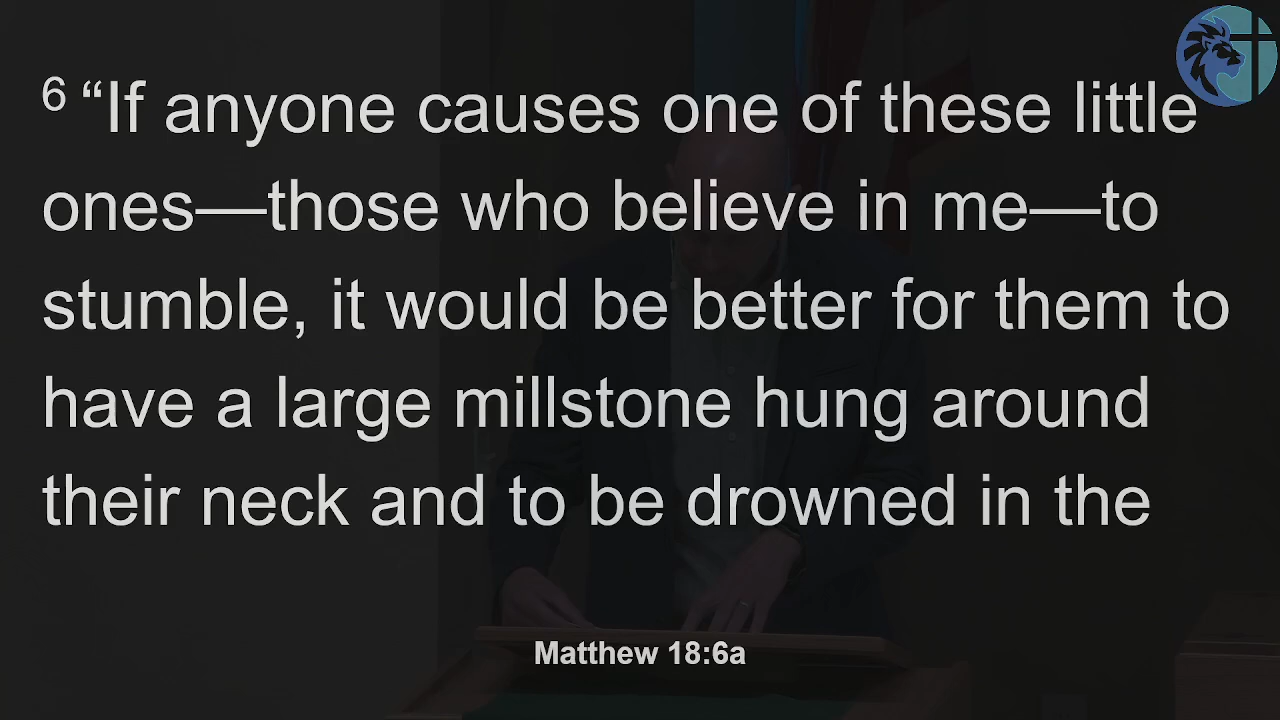 6 “If anyone causes one of these little
ones—those who believe in me—to
stumble, it would be better for them to
have a large millstone hung around
their neck and to be drowned in the
Matthew 18:6a